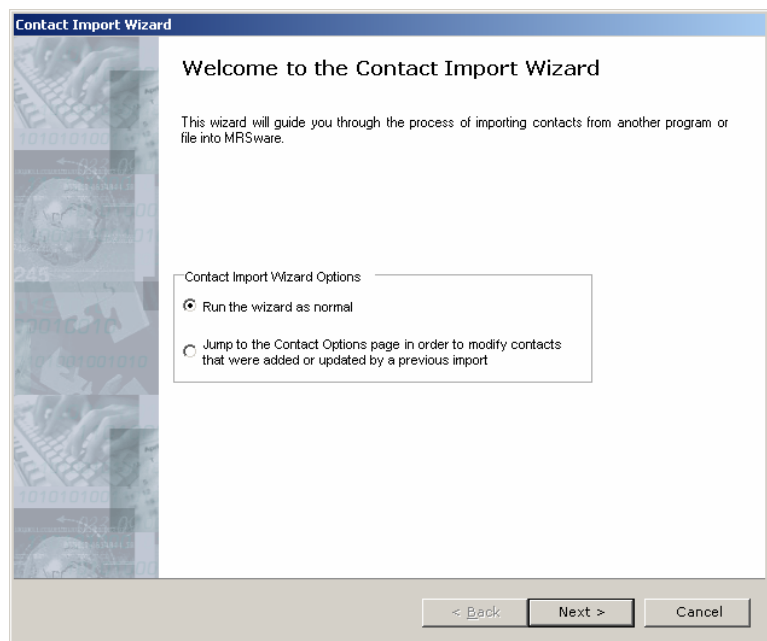 Contact Import Wizard
Welcome to the Contact Import Wizard
This wizard will guide you through the process of importing contacts from another program or
file into MRSware.
Contact Import Wizard Options
Run the wizard as normal
Jump to the Contact Options page in order to modify contacts
that were added or updated by a previous import
101010100
245
101010100
< Back
Next >
Cancel